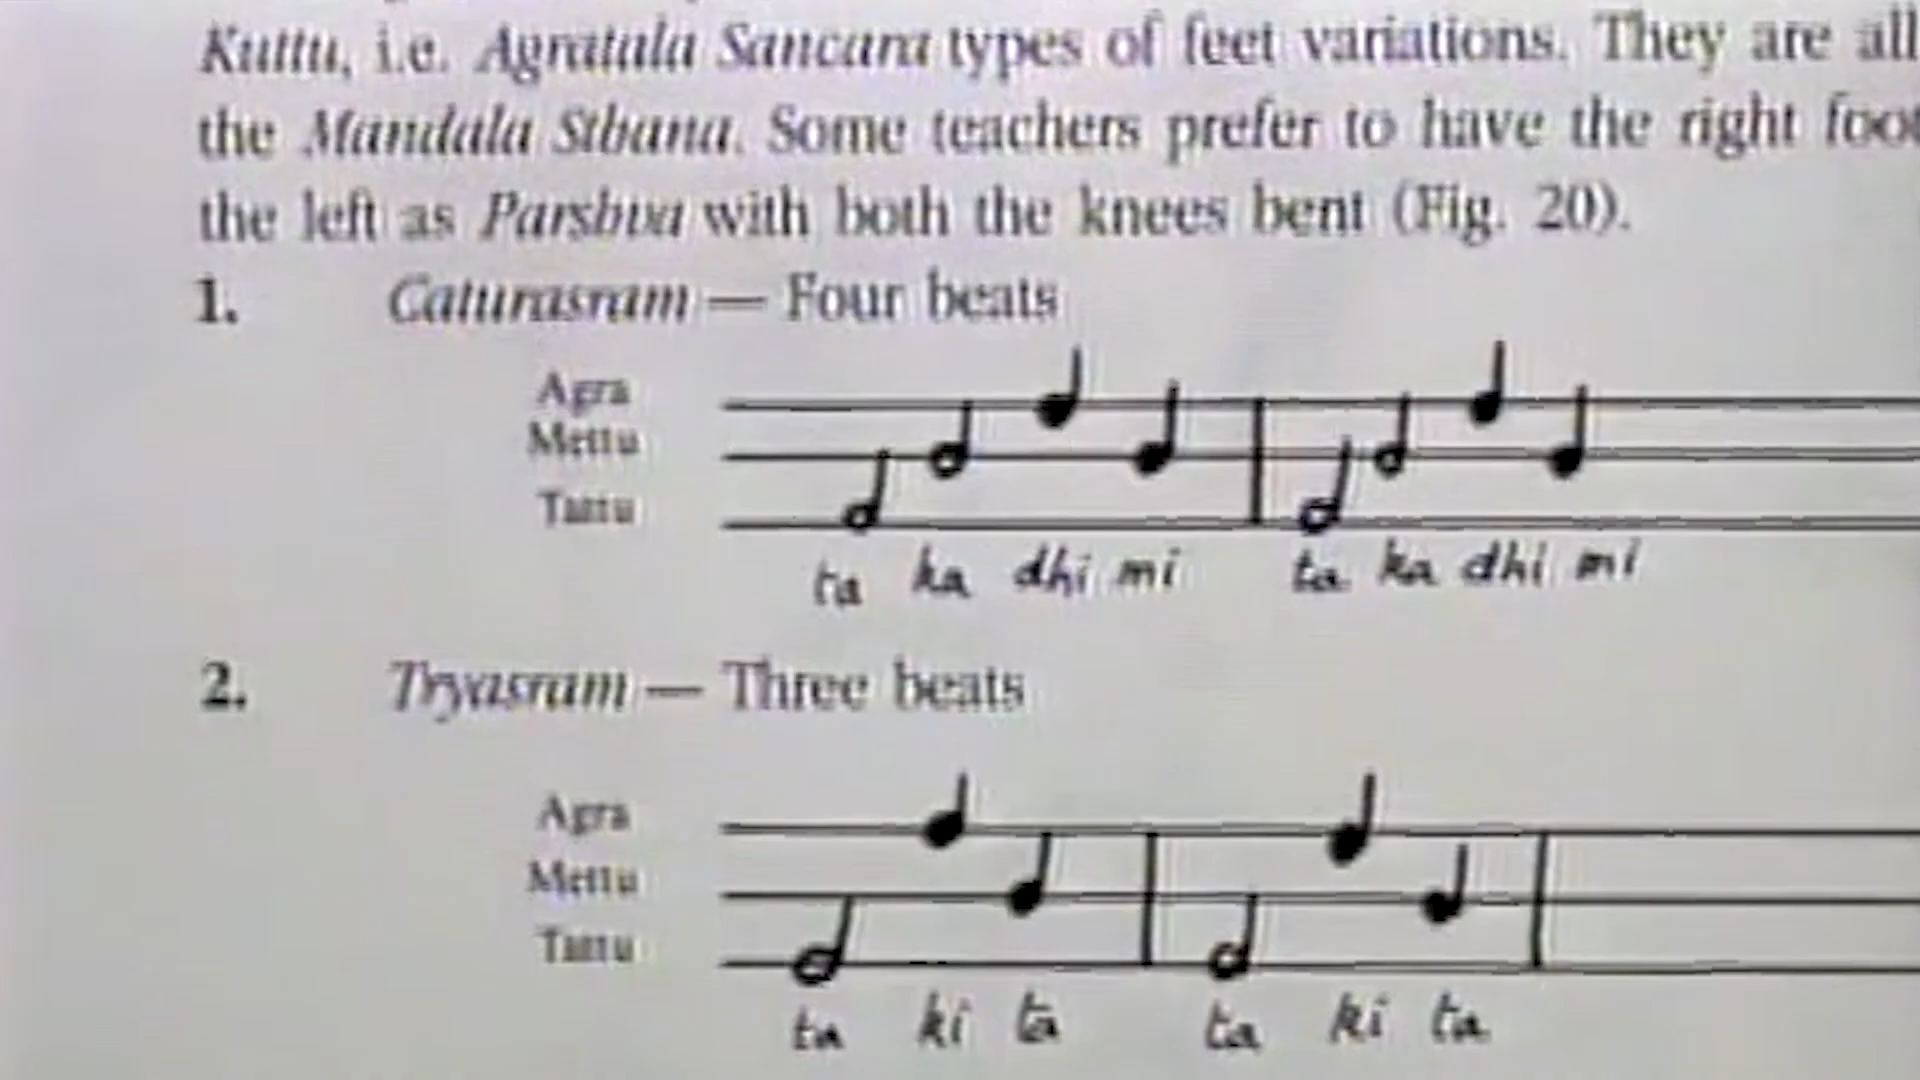 Kuttu, i.e. Agratala Sancara types of feet variations. They are all
the Mandala Sthana. Some teachers prefer to have the right foot
the left as Parshva with both the knees bent (Fig. 20).
1. Caturasram — Four beats
Agra
Mettu
Tattu
ta ka dhi mi ta ka dhi mi
2. Tryasram — Three beats
Agra
Mettu
Tattu
ta ki ta ta ki ta